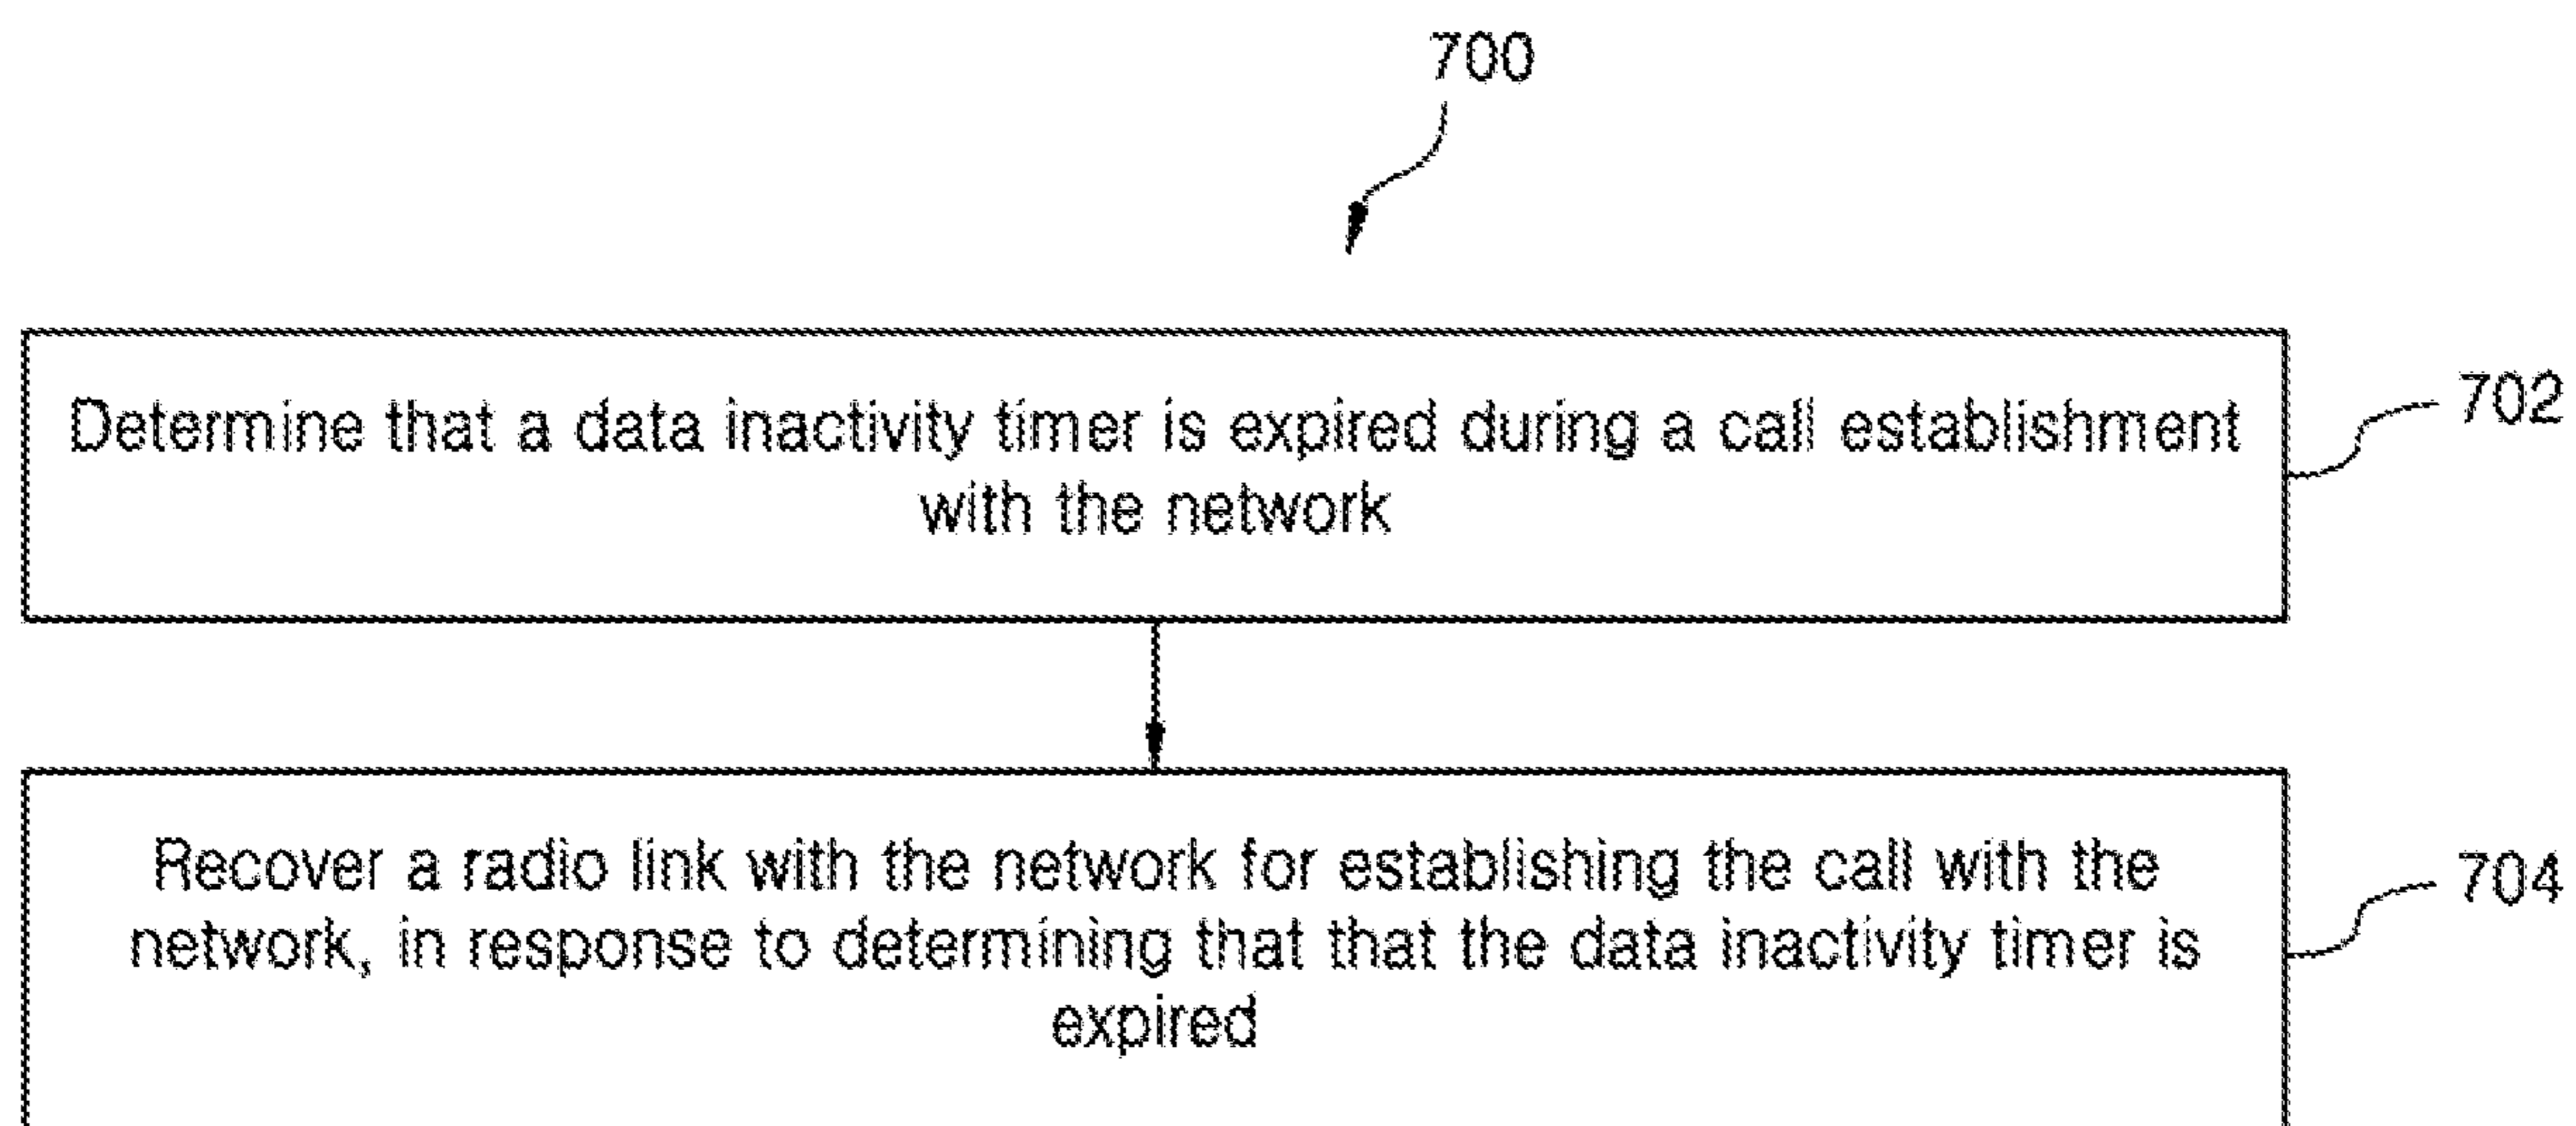 700
Determine that a data inactivity timer is expired during a call establishment
with the network
702
Recover a radio link with the network for establishing the call with the
network, in response to determining that that the data inactivity timer is
expired
704